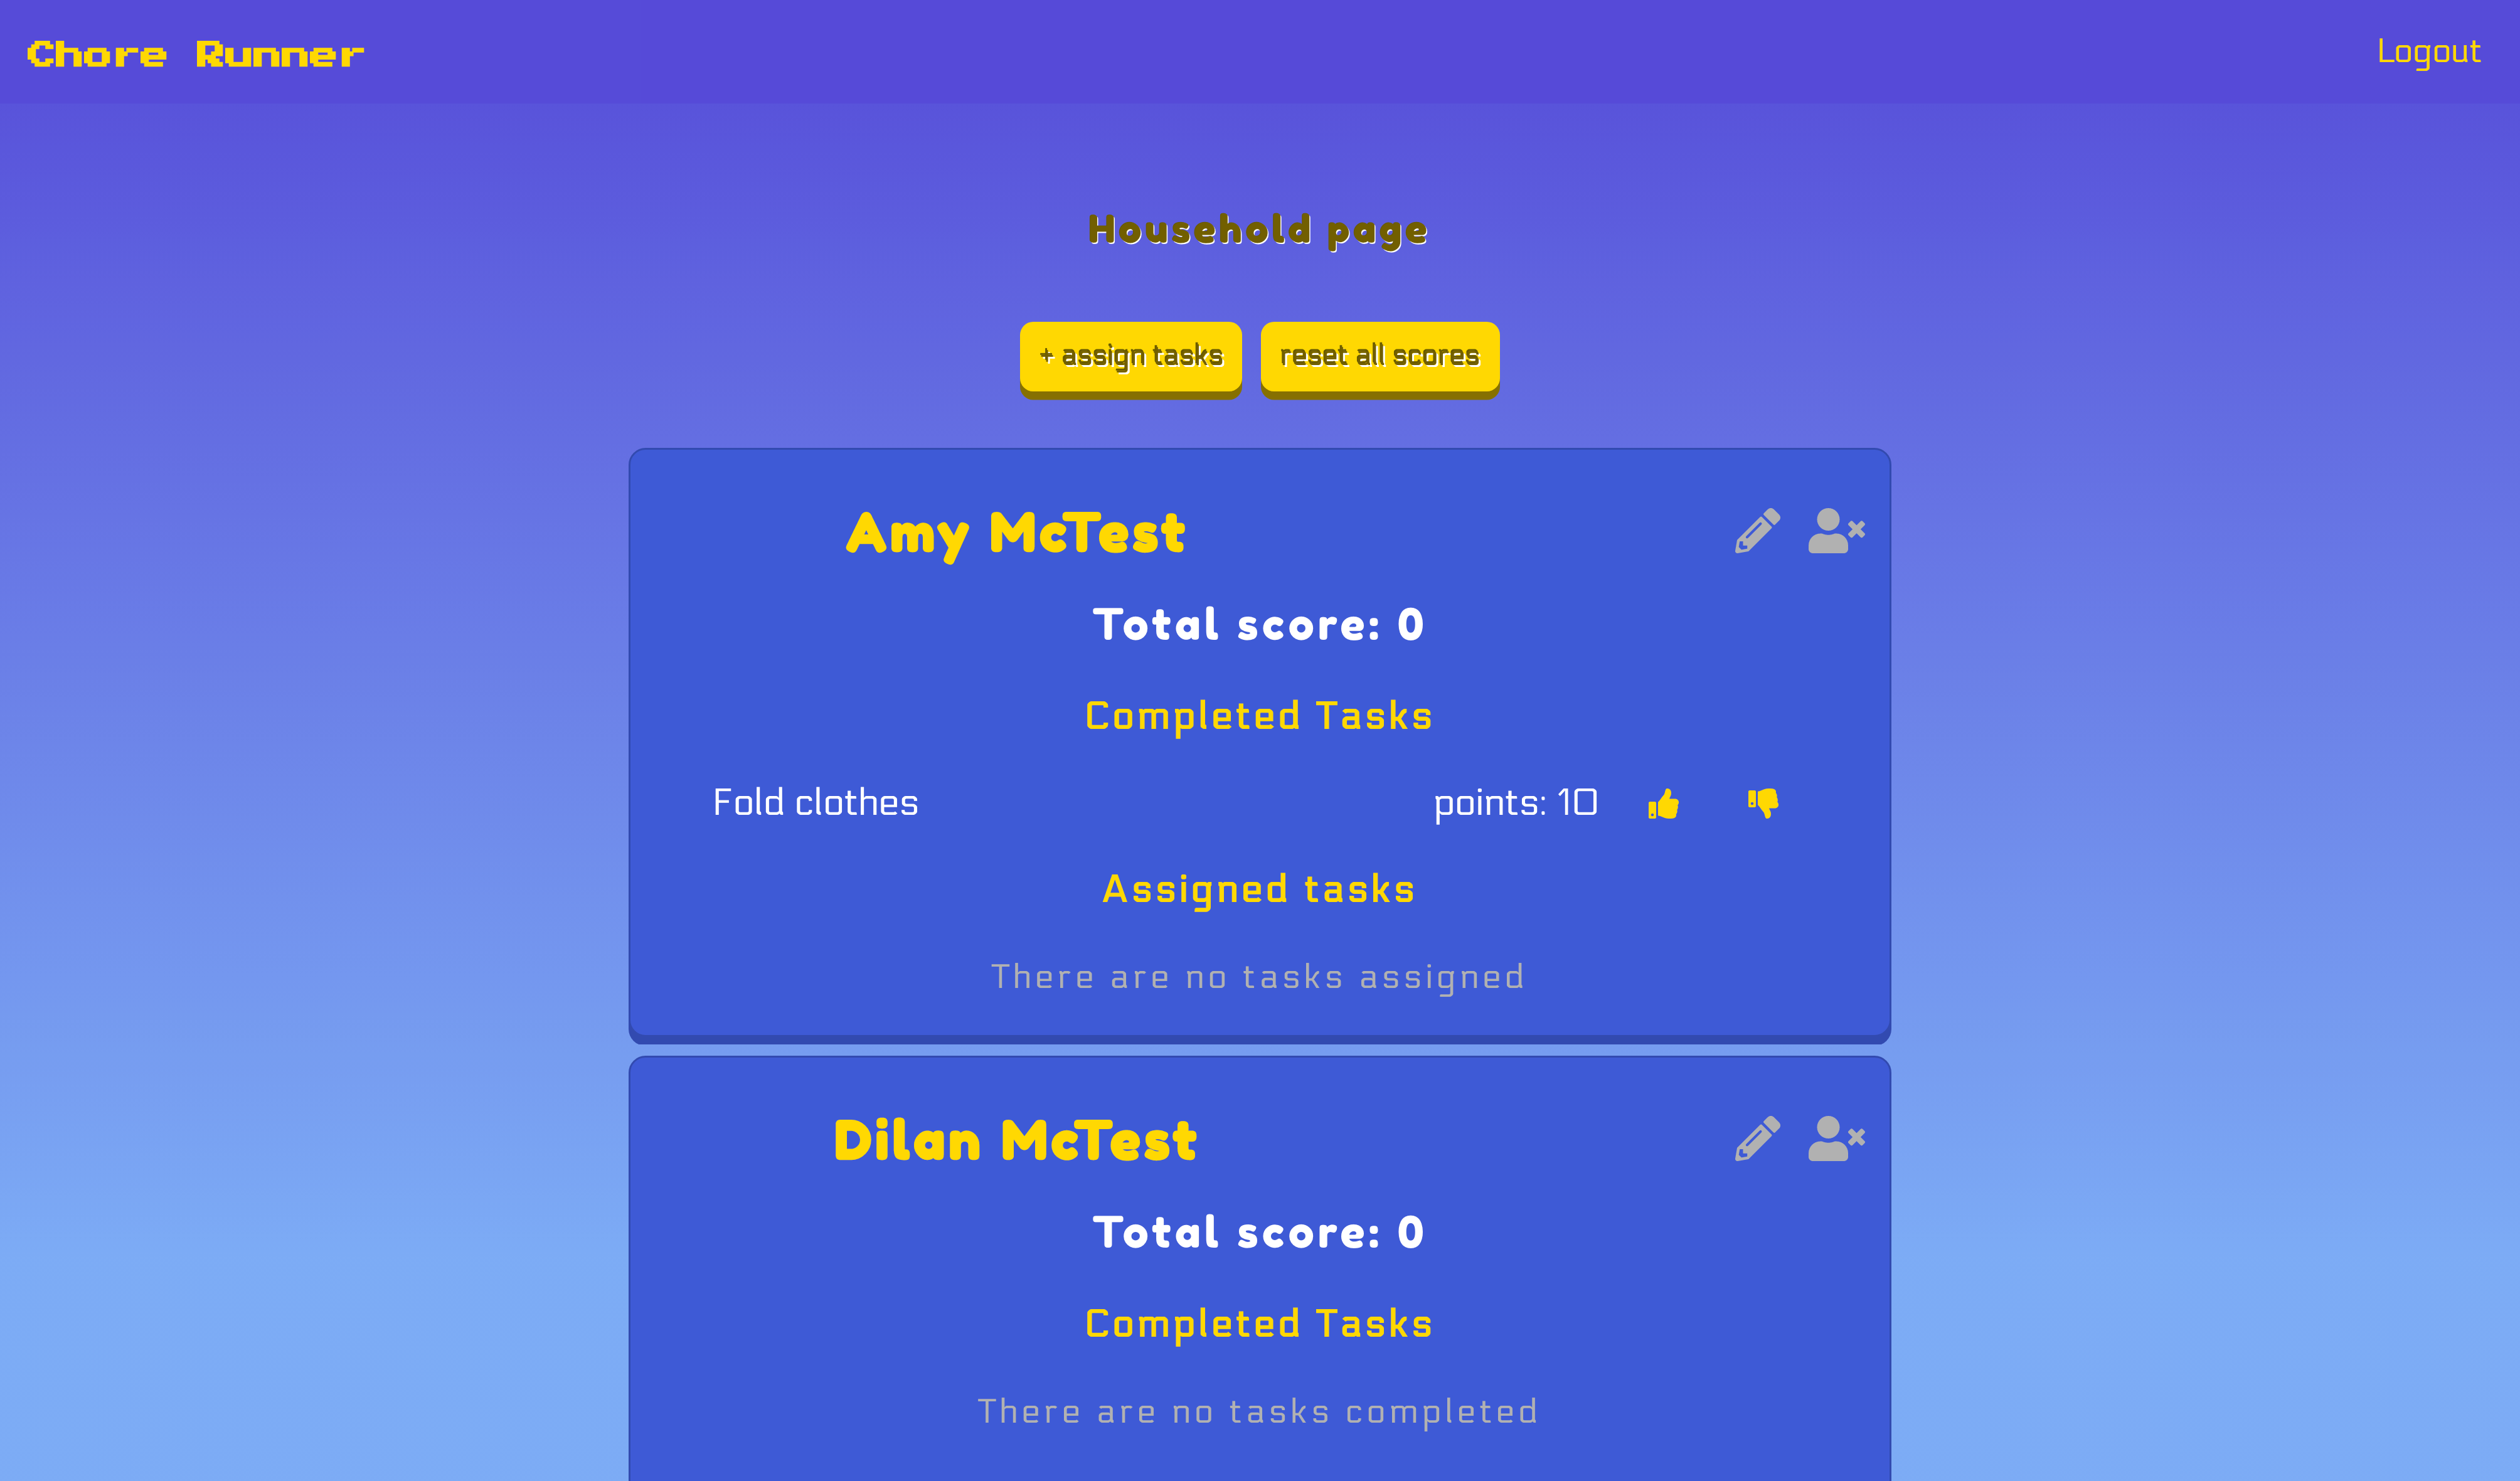 Chore Runner
Logout
Household page
+ assign tasks
reset all scores
Amy McTest
Total score: 0
Completed Tasks
Fold clothes
points: 10
Assigned tasks
There are no tasks assigned
Dilan McTest
Total score: 0
Completed Tasks
There are no tasks completed